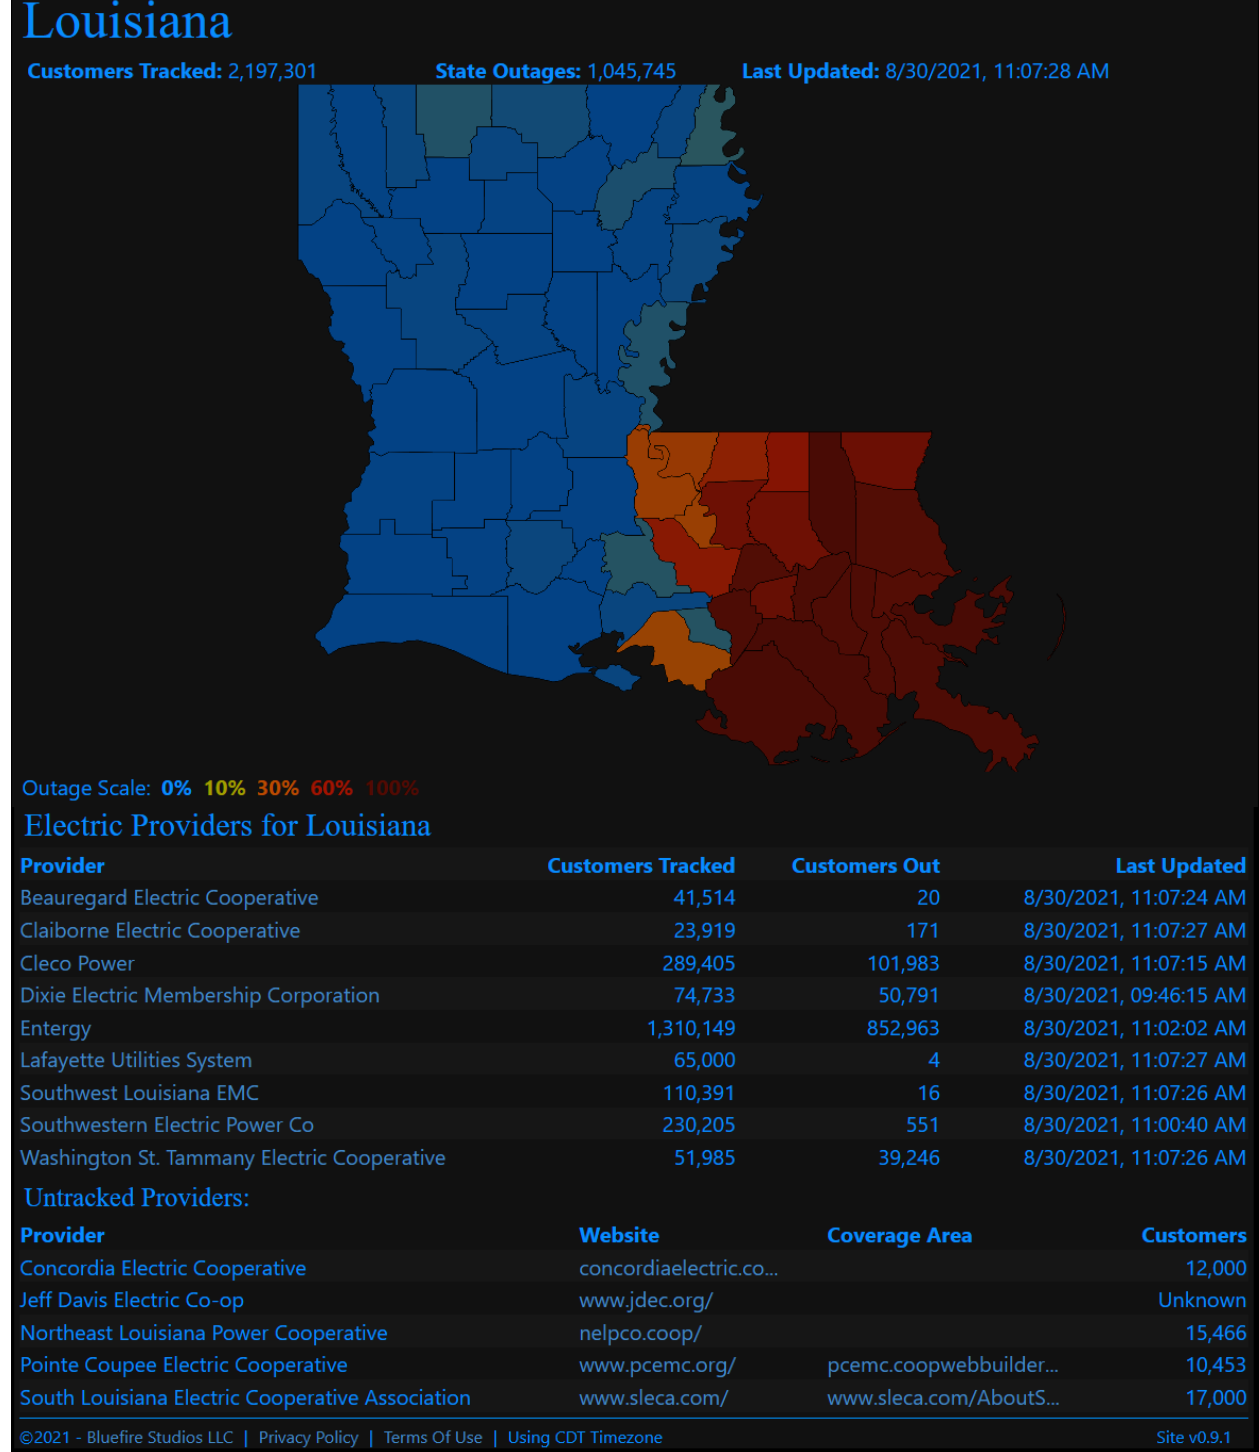 Louisiana
Customers Tracked: 2,197,301 State Outages: 1,045,745 Last Updated: 8/30/2021, 11:07:28 AM
Outage Scale: 0% 10% 30% 60% 100%
Electric Providers for Louisiana
Provider Customers Tracked Customers Out Last Updated
Beauregard Electric Cooperative 41,514 20 8/30/2021, 11:07:24 AM
Claiborne Electric Cooperative 23,919 171 8/30/2021, 11:07:27 AM
Cleco Power 289,405 101,983 8/30/2021, 11:07:15 AM
Dixie Electric Membership Corporation 74,733 50,791 8/30/2021, 09:46:15 AM
Entergy 1,310,149 852,963 8/30/2021, 11:02:02 AM
Lafayette Utilities System 65,000 4 8/30/2021, 11:07:27 AM
Southwest Louisiana EMC 110,391 16 8/30/2021, 11:07:26 AM
Southwestern Electric Power Co 230,205 551 8/30/2021, 11:00:40 AM
Washington St. Tammany Electric Cooperative 51,985 39,246 8/30/2021, 11:07:26 AM
Untracked Providers:
Provider Website Coverage Area Customers
Concordia Electric Cooperative concordiaelectric.co... 12,000
Jeff Davis Electric Co-op www.jdec.org/ Unknown
Northeast Louisiana Power Cooperative nelpco.coop/ 15,466
Pointe Coupee Electric Cooperative www.pcemc.org/ pcemc.coopwebbuilder... 10,453
South Louisiana Electric Cooperative Association www.sleca.com/ www.sleca.com/AboutS... 17,000
©2021 - Bluefire Studios LLC | Privacy Policy | Terms Of Use | Using CDT Timezone Site v0.9.1